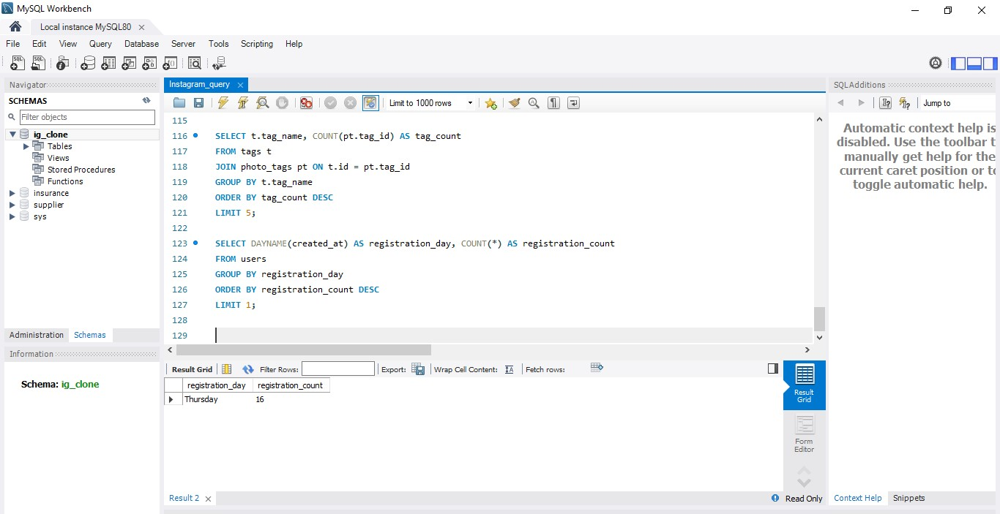 MySQL Workbench
Local instance MySQL80
File Edit View Query Database Server Tools Scripting Help
Navigator
SCHEMAS
Filter objects
ig_clone
Tables
Views
Stored Procedures
Functions
insurance
supplier
sys
Administration Schemas
Information
Schema: ig_clone
Instagram_query
Limit to 1000 rows
115
116 SELECT t.tag_name, COUNT(pt.tag_id) AS tag_count
117 FROM tags t
118 JOIN photo_tags pt ON t.id = pt.tag_id
119 GROUP BY t.tag_name
120 ORDER BY tag_count DESC
121 LIMIT 5;
122
123 SELECT DAYNAME(created_at) AS registration_day, COUNT(*) AS registration_count
124 FROM users
125 GROUP BY registration_day
126 ORDER BY registration_count DESC
127 LIMIT 1;
128
129
Result Grid Filter Rows: Export: Wrap Cell Content: Fetch rows:
registration_day registration_count
Thursday 16
Result
Grid
Form
Editor
Result 2
Read Only
SQLAdditions
Jump to
Automatic context help is
disabled. Use the toolbar t
manually get help for the
current caret position or to
toggle automatic help.
Context Help Snippets